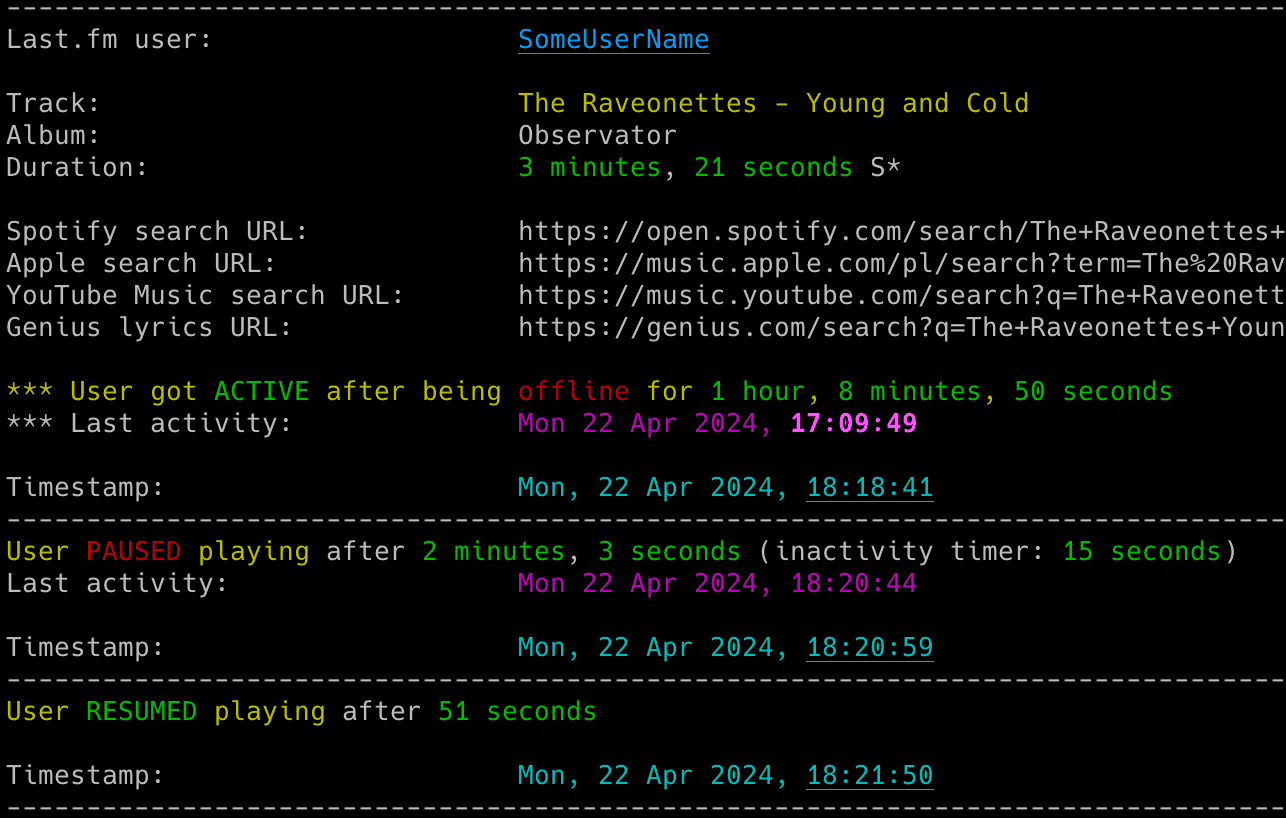 --------------------------------------------------------------------------------
Last.fm user: SomeUserName
Track: The Raveonettes - Young and Cold
Album: Observator
Duration: 3 minutes, 21 seconds S*
Spotify search URL: https://open.spotify.com/search/The+Raveonettes+
Apple search URL: https://music.apple.com/pl/search?term=The%20Rav
YouTube Music search URL: https://music.youtube.com/search?q=The+Raveonett
Genius lyrics URL: https://genius.com/search?q=The+Raveonettes+Youn
*** User got ACTIVE after being offline for 1 hour, 8 minutes, 50 seconds
*** Last activity: Mon 22 Apr 2024, 17:09:49
Timestamp: Mon, 22 Apr 2024, 18:18:41
--------------------------------------------------------------------------------
User PAUSED playing after 2 minutes, 3 seconds (inactivity timer: 15 seconds)
Last activity: Mon 22 Apr 2024, 18:20:44
Timestamp: Mon, 22 Apr 2024, 18:20:59
--------------------------------------------------------------------------------
User RESUMED playing after 51 seconds
Timestamp: Mon, 22 Apr 2024, 18:21:50
--------------------------------------------------------------------------------